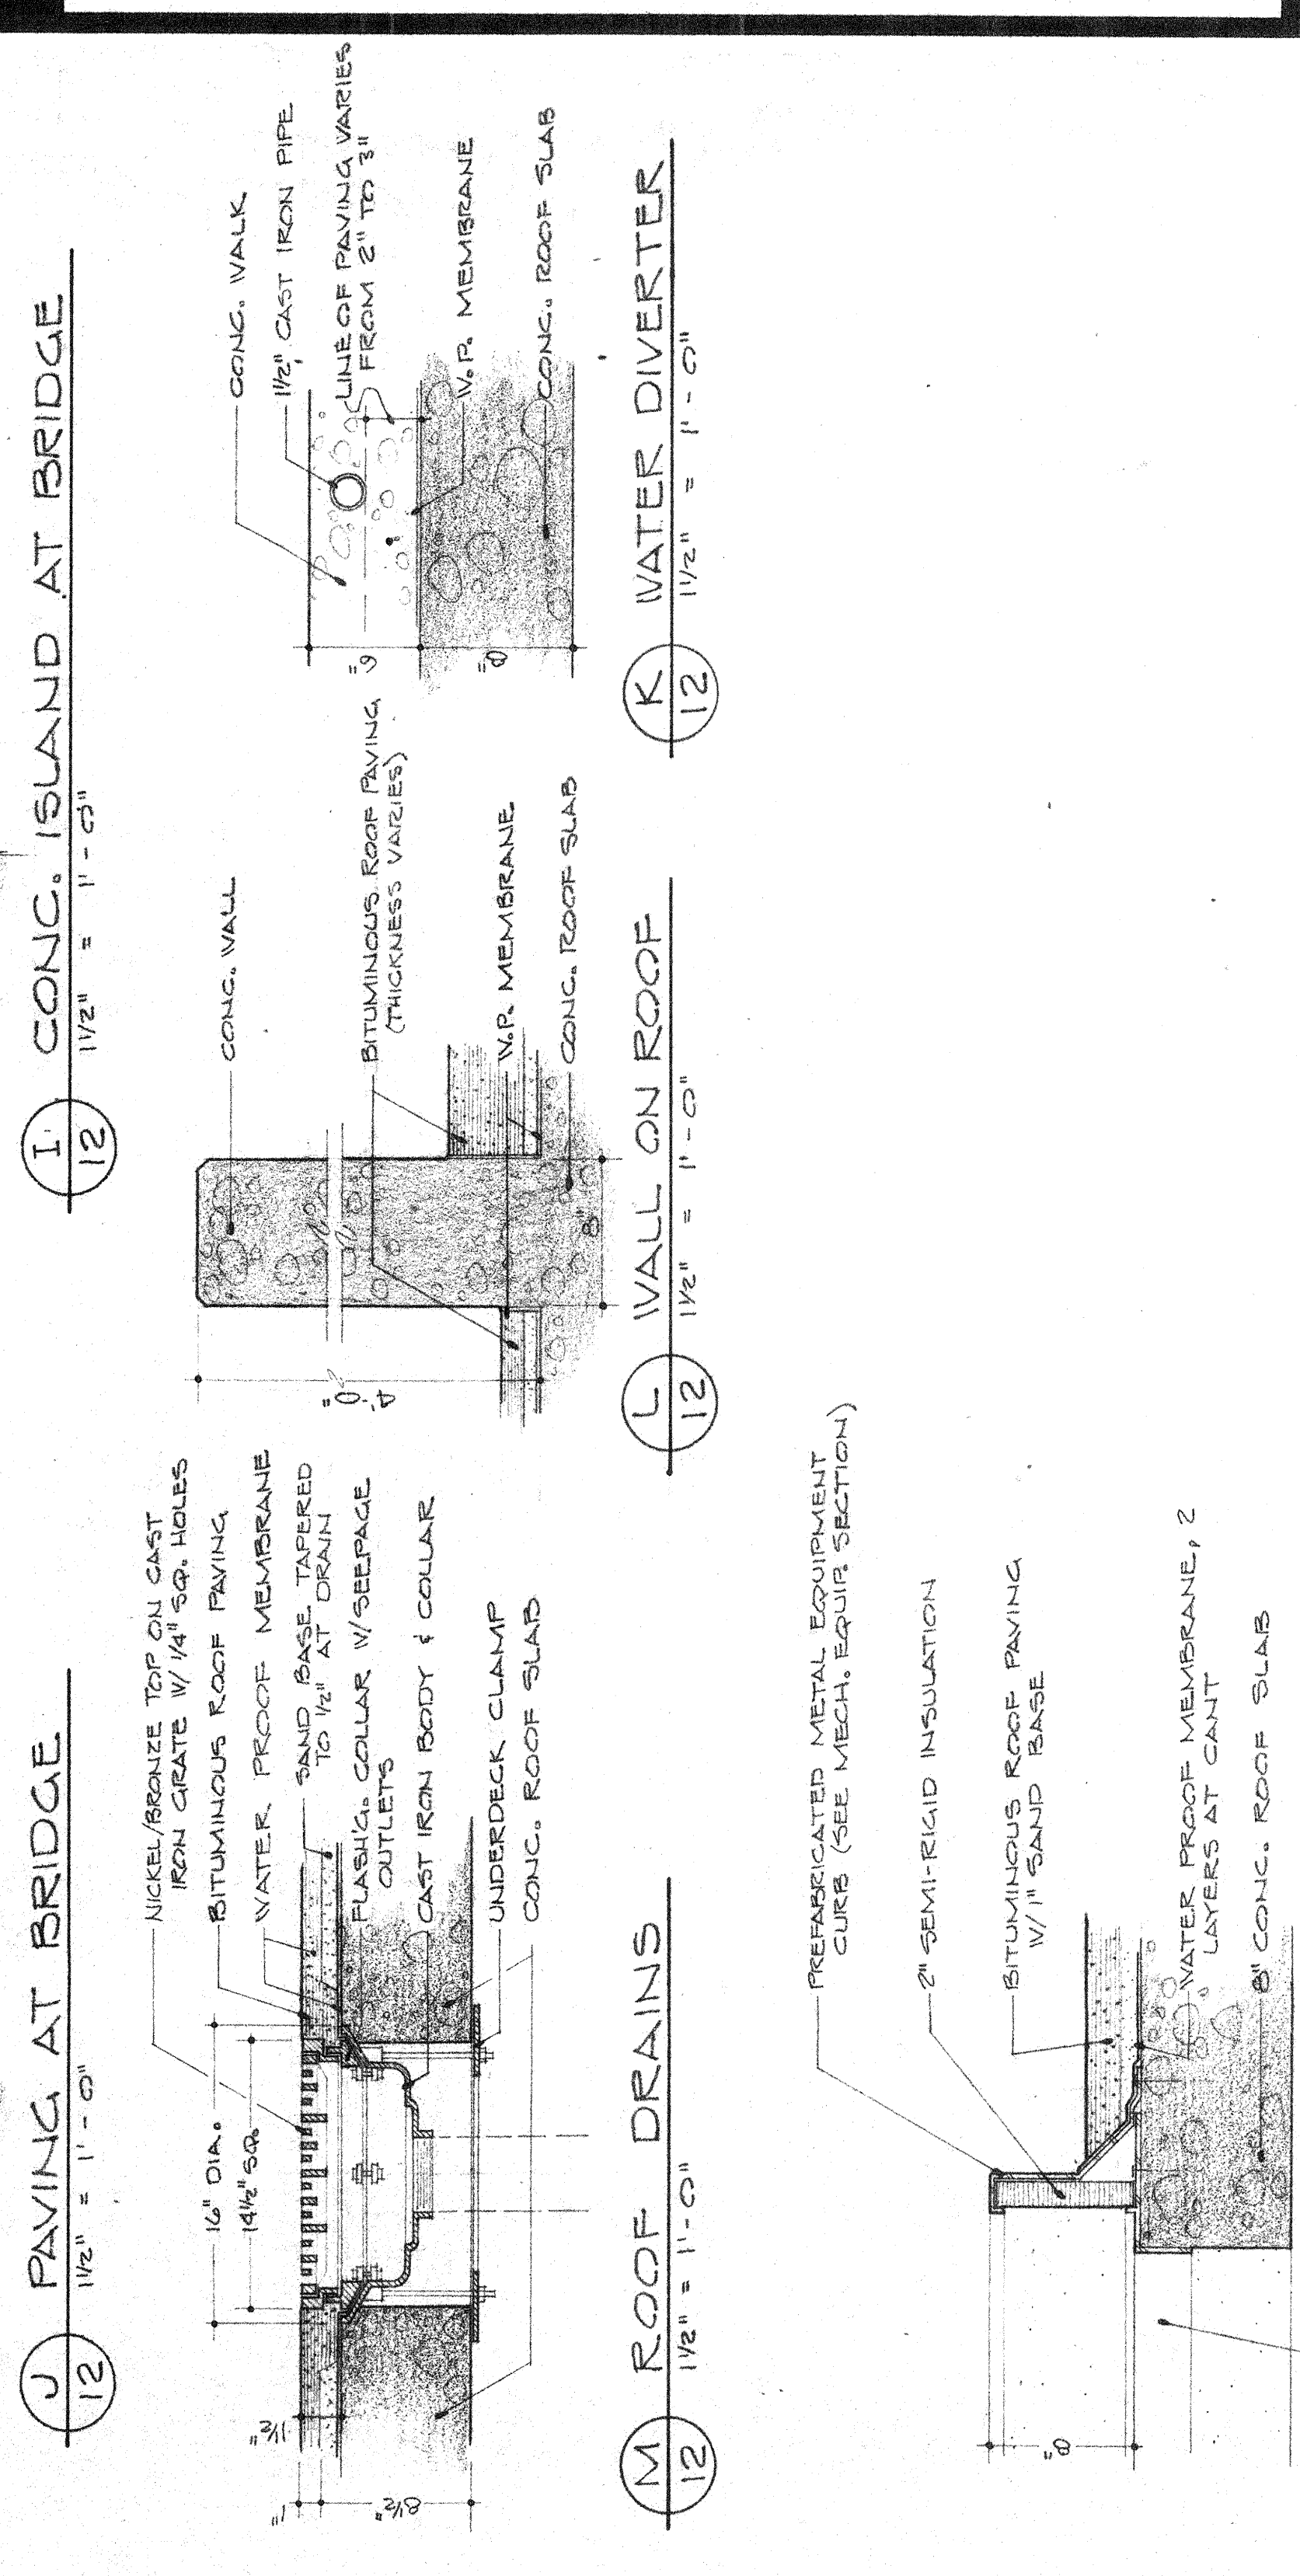 J
12
PAVING AT BRIDGE
1 1/2" = 1' - 0"
I
12
CONC. ISLAND AT BRIDGE
1 1/2" = 1' - 0"
NICKEL/BRONZE TOP ON CAST
IRON GRATE W/ 1/4" SQ. HOLES
BITUMINOUS ROOF PAVING
WATER PROOF MEMBRANE
SAND BASE TAPERED
TO 1/2" AT DRAIN
FLASH'G. COLLAR W/SEEPAGE
OUTLETS
CAST IRON BODY & COLLAR
UNDERDECK CLAMP
CONC. ROOF SLAB
16" DIA.
14 1/2" SQ.
1 1/2"
1"
8 1/2"
M
12
ROOF DRAINS
1 1/2" = 1' - 0"
CONC. WALL
BITUMINOUS ROOF PAVING
(THICKNESS VARIES)
W.P. MEMBRANE
CONC. ROOF SLAB
4'-0"
8"
L
12
WALL ON ROOF
1 1/2" = 1' - 0"
CONC. WALK
1 1/2" CAST IRON PIPE
LINE OF PAVING VARIES
FROM 2" TO 3"
W.P. MEMBRANE
CONC. ROOF SLAB
6"
8"
K
12
WATER DIVERTER
1 1/2" = 1' - 0"
PREFABRICATED METAL EQUIPMENT
CURB (SEE MECH. EQUIP. SECTION)
2" SEMI-RIGID INSULATION
BITUMINOUS ROOF PAVING
W/ 1" SAND BASE
WATER PROOF MEMBRANE, 2
LAYERS AT CANT
8" CONC. ROOF SLAB
8"